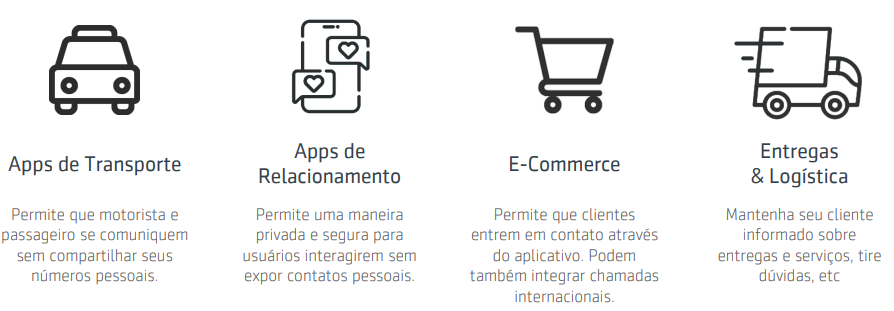 Apps de Transporte
Permite que motorista e
passageiro se comuniquem
sem compartilhar seus
números pessoais.
Apps de
Relacionamento
Permite uma maneira
privada e segura para
usuários interagirem sem
expor contatos pessoais.
E-Commerce
Permite que clientes
entrem em contato através
do aplicativo. Podem
também integrar chamadas
internacionais.
Entregas
& Logística
Mantenha seu cliente
informado sobre
entregas e serviços, tire
dúvidas, etc